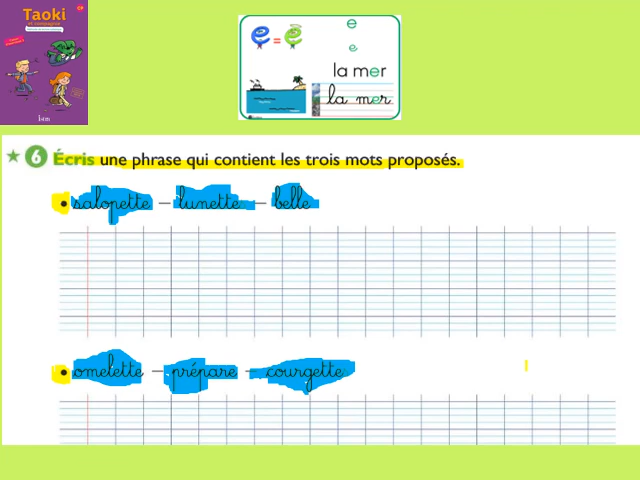 Taoki
et compagnie
CP
e = é
e
e
la mer
la mer
6 Écris une phrase qui contient les trois mots proposés.
• salopette – lunette – belle
• omelette – prépare – courgette